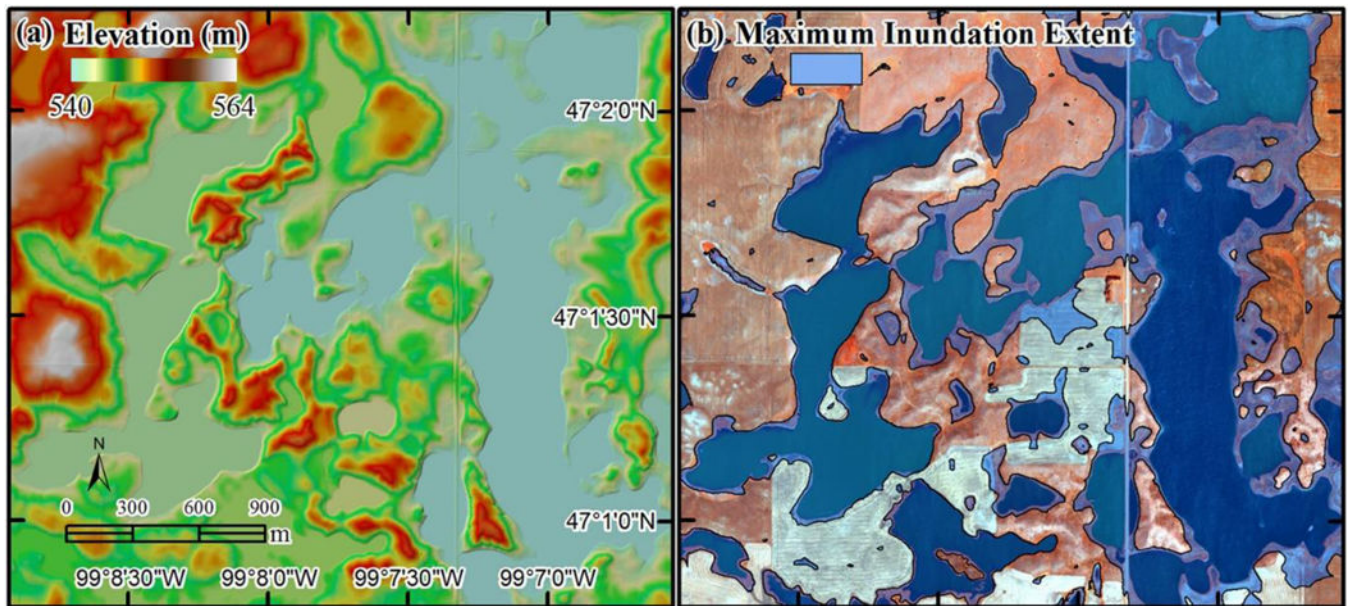 (a) Elevation (m)
540 564
47°2'0"N
47°1'30"N
N
0 300 600 900
m
47°1'0"N
99°8'30"W 99°8'0"W 99°7'30"W 99°7'0"W
(b) Maximum Inundation Extent